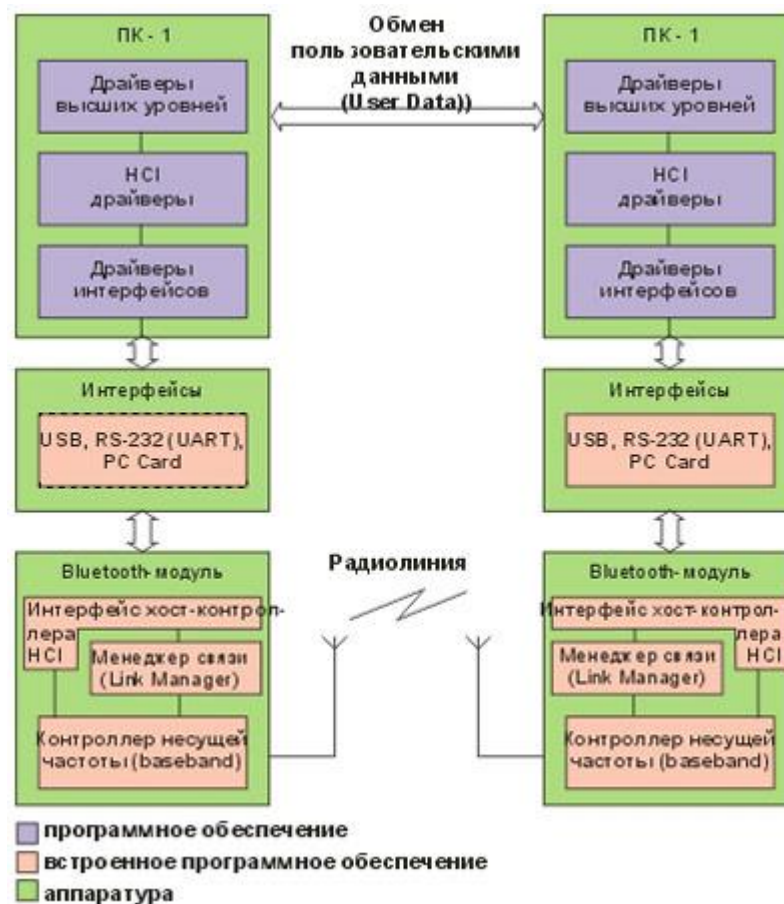 ПК - 1
Драйверы
высших уровней
HCI
драйверы
Драйверы
интерфейсов
Обмен
пользовательскими
данными
(User Data))
ПК - 1
Драйверы
высших уровней
HCI
драйверы
Драйверы
интерфейсов
Интерфейсы
USB, RS-232 (UART),
PC Card
Интерфейсы
USB, RS-232 (UART),
PC Card
Bluetooth-модуль
Интерфейс хост-контрол-
лера
HCI
Менеджер связи
(Link Manager)
Контроллер несущей
частоты (baseband)
Радиолиния
Bluetooth-модуль
Интерфейс хост-контрол-
лера
HCI
Менеджер связи
(Link Manager)
Контроллер несущей
частоты (baseband)
программное обеспечение
встроенное программное обеспечение
аппаратура